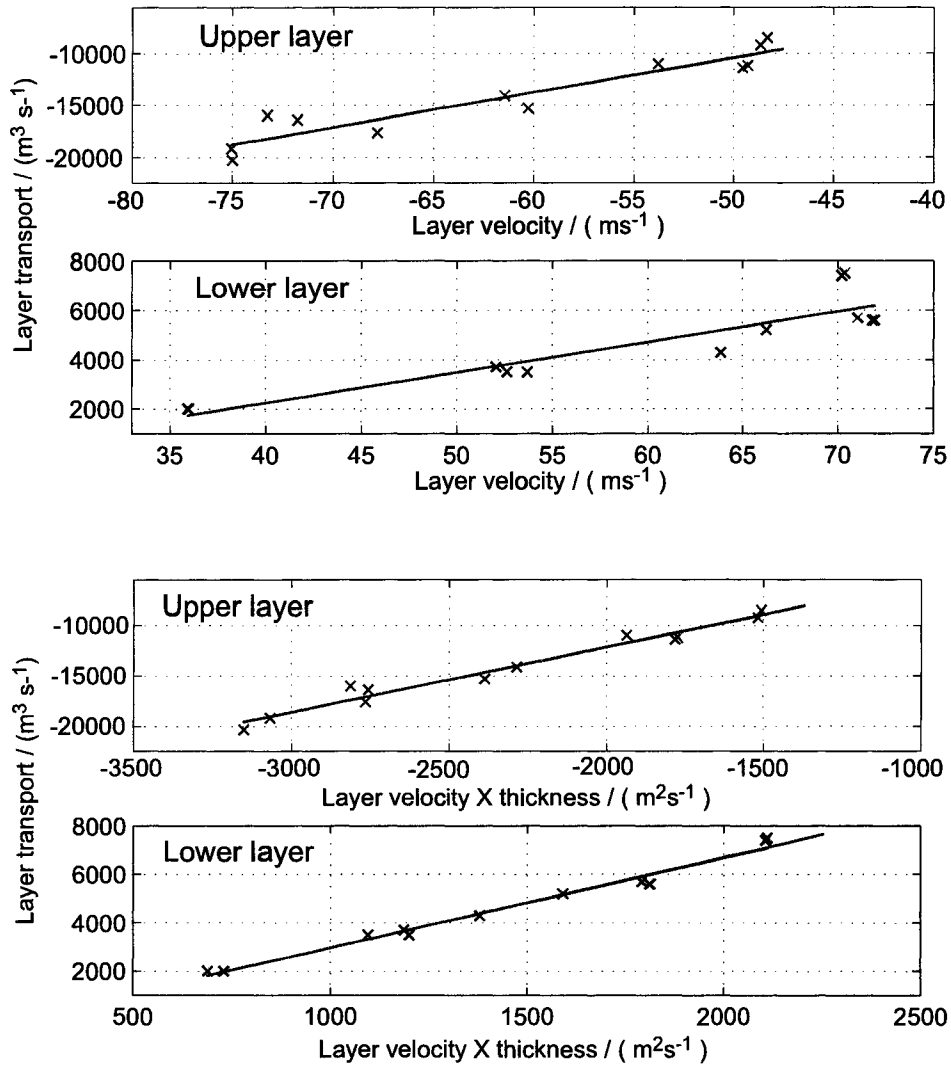 Upper layer
-10000
-15000
-20000
-80 -75 -70 -65 -60 -55 -50 -45 -40
Layer velocity / ( ms⁻¹ )
Layer transport / (m³ s⁻¹)
8000
Lower layer
6000
4000
2000
35 40 45 50 55 60 65 70 75
Layer velocity / ( ms⁻¹ )
Upper layer
-10000
-15000
-20000
-3500 -3000 -2500 -2000 -1500 -1000
Layer velocity X thickness / ( m²s⁻¹ )
Layer transport / (m³ s⁻¹)
8000
Lower layer
6000
4000
2000
500 1000 1500 2000 2500
Layer velocity X thickness / ( m²s⁻¹ )